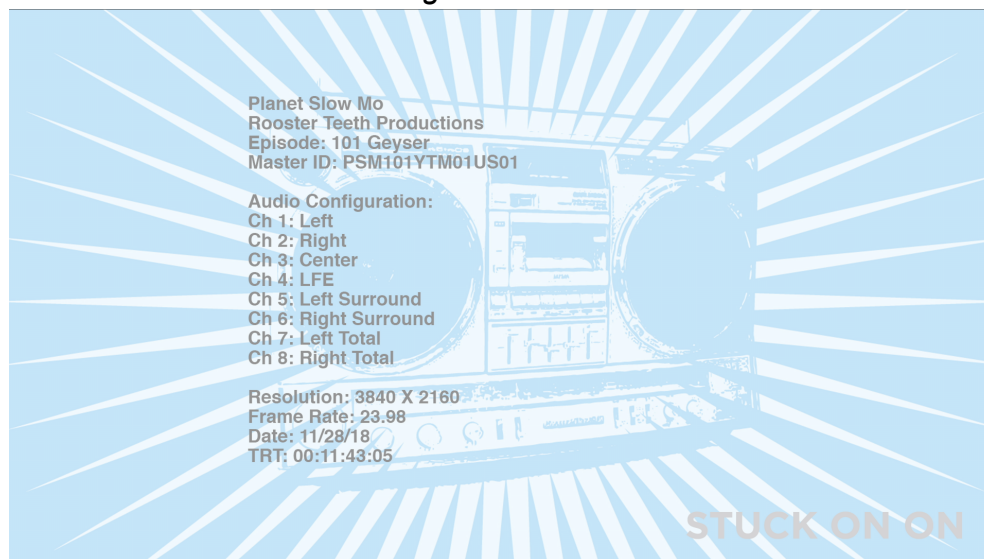 Planet Slow Mo
Rooster Teeth Productions
Episode: 101 Geyser
Master ID: PSM101YTM01US01
Audio Configuration:
Ch 1: Left
Ch 2: Right
Ch 3: Center
Ch 4: LFE
Ch 5: Left Surround
Ch 6: Right Surround
Ch 7: Left Total
Ch 8: Right Total
Resolution: 3840 X 2160
Frame Rate: 23.98
Date: 11/28/18
TRT: 00:11:43:05
STUCK ON ON